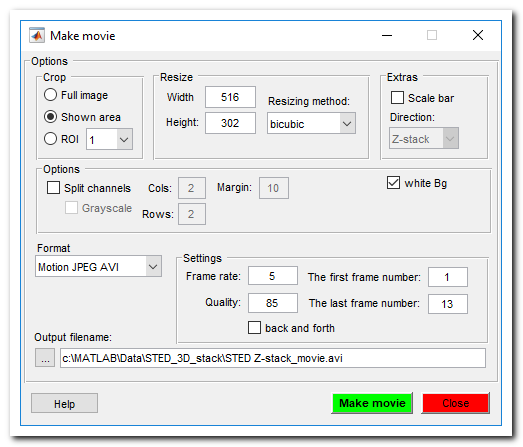 Make movie
Options
Crop
Full image
Shown area
ROI 1
Resize
Width 516
Height: 302
Resizing method:
bicubic
Extras
Scale bar
Direction:
Z-stack
Options
Split channels
Grayscale
Cols: 2
Rows: 2
Margin: 10
white Bg
Format
Motion JPEG AVI
Settings
Frame rate: 5
The first frame number: 1
Quality: 85
The last frame number: 13
back and forth
Output filename:
... c:\MATLAB\Data\STED_3D_stack\STED Z-stack_movie.avi
Help
Make movie
Close